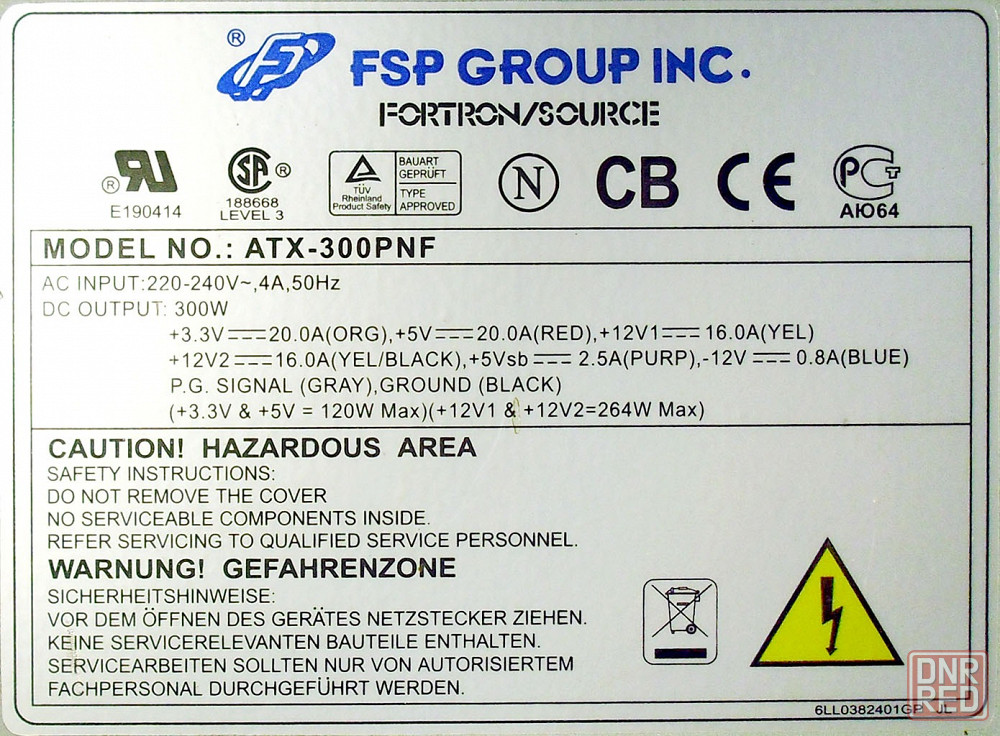 ® FSP GROUP INC.
FORTRON/SOURCE
® E190414
SA ® 188668 LEVEL 3
TÜV Rheinland Product Safety
BAUART GEPRÜFT
TYPE APPROVED
N
CB
CE
РСТ
АЮ64
MODEL NO.: ATX-300PNF
AC INPUT:220-240V~,4A,50Hz
DC OUTPUT: 300W
+3.3V⎓20.0A(ORG),+5V⎓20.0A(RED),+12V1⎓16.0A(YEL)
+12V2⎓16.0A(YEL/BLACK),+5Vsb⎓2.5A(PURP),-12V⎓0.8A(BLUE)
P.G. SIGNAL (GRAY),GROUND (BLACK)
(+3.3V & +5V = 120W Max)(+12V1 & +12V2=264W Max)
CAUTION! HAZARDOUS AREA
SAFETY INSTRUCTIONS:
DO NOT REMOVE THE COVER
NO SERVICEABLE COMPONENTS INSIDE.
REFER SERVICING TO QUALIFIED SERVICE PERSONNEL.
WARNUNG! GEFAHRENZONE
SICHERHEITSHINWEISE:
VOR DEM ÖFFNEN DES GERÄTES NETZSTECKER ZIEHEN.
KEINE SERVICERELEVANTEN BAUTEILE ENTHALTEN.
SERVICEARBEITEN SOLLTEN NUR VON AUTORISIERTEM
FACHPERSONAL DURCHGEFÜHRT WERDEN.
6LL0382401GP JL
DNR
RED